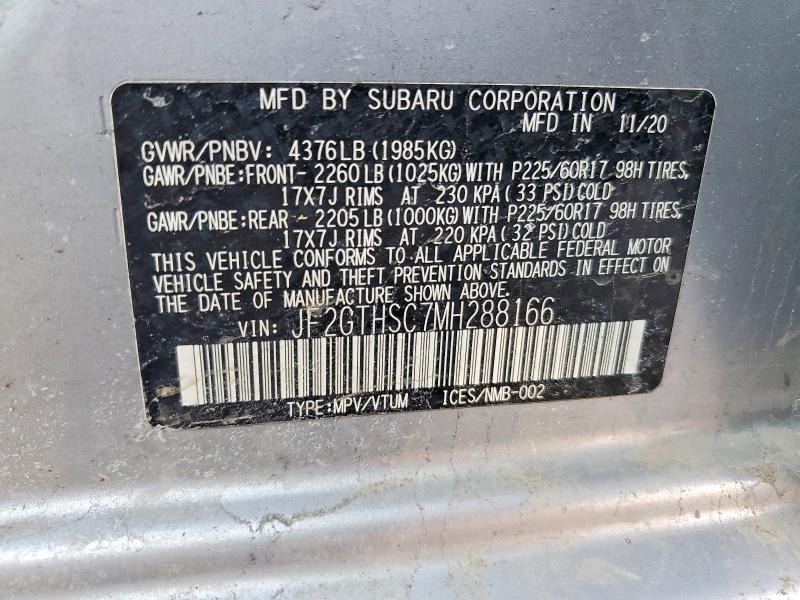 MFD BY SUBARU CORPORATION
MFD IN 11/20
GVWR/PNBV: 4376LB(1985KG)
GAWR/PNBE:FRONT- 2260LB(1025KG)WITH P225/60R17 98H TIRES,
17X7J RIMS AT 230 KPA( 33 PSI)COLD
GAWR/PNBE:REAR - 2205LB(1000KG)WITH P225/60R17 98H TIRES,
17X7J RIMS AT 220 KPA( 32 PSI)COLD
THIS VEHICLE CONFORMS TO ALL APPLICABLE FEDERAL MOTOR
VEHICLE SAFETY AND THEFT PREVENTION STANDARDS IN EFFECT ON
THE DATE OF MANUFACTURE SHOWN ABOVE.
VIN: JF2GTHSC7MH288166
TYPE:MPV/VTUM ICES/NMB-002